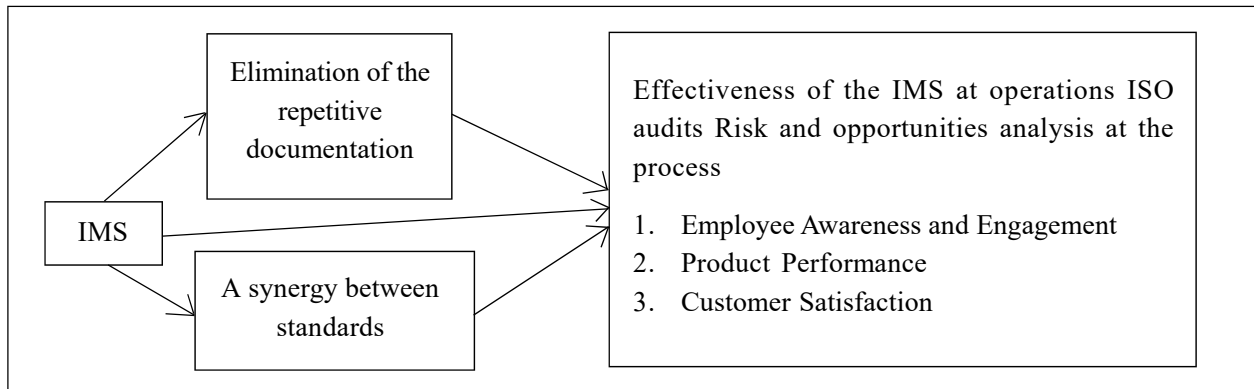 Elimination of the
repetitive
documentation
IMS
A synergy between
standards
Effectiveness of the IMS at operations ISO
audits Risk and opportunities analysis at the
process
1. Employee Awareness and Engagement
2. Product Performance
3. Customer Satisfaction